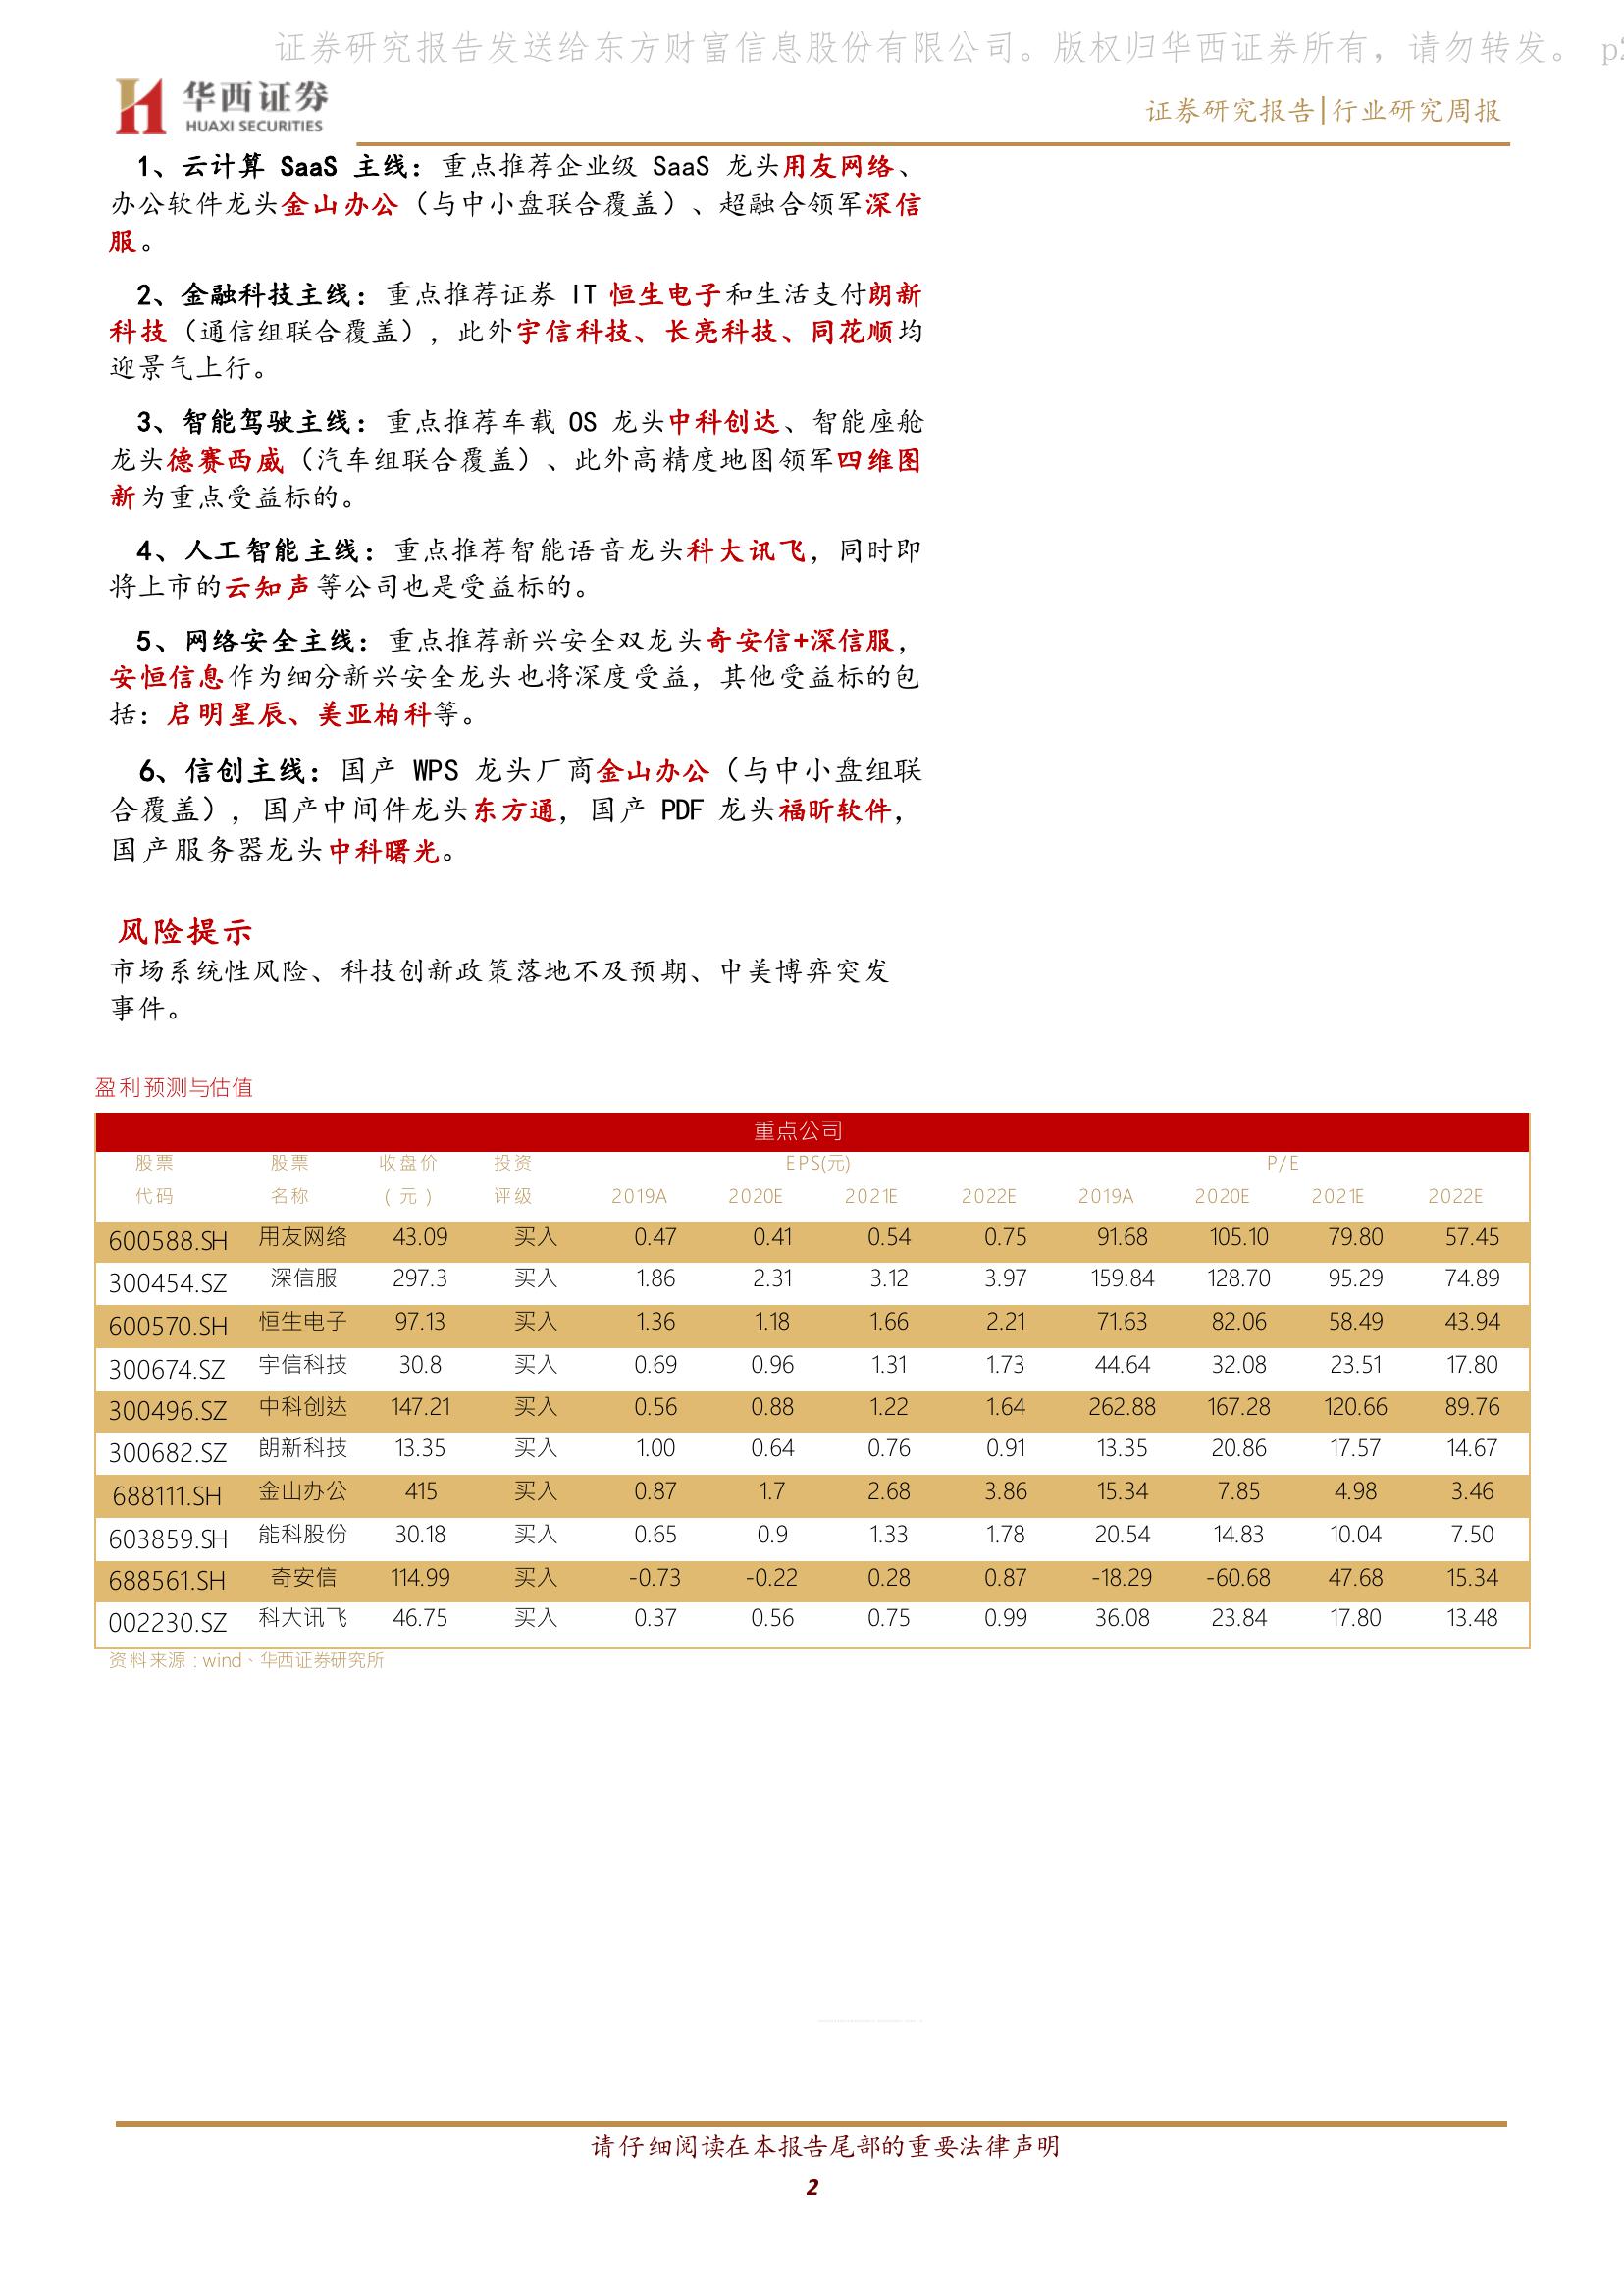 证券研究报告发送给东方财富信息股份有限公司。版权归华西证券所有，请勿转发。 p2
华西证券
HUAXI SECURITIES
证券研究报告|行业研究周报
1、云计算 SaaS 主线：重点推荐企业级 SaaS 龙头用友网络、
办公软件龙头金山办公（与中小盘联合覆盖）、超融合领军深信
服。
2、金融科技主线：重点推荐证券 IT 恒生电子和生活支付朗新
科技（通信组联合覆盖），此外宇信科技、长亮科技、同花顺均
迎景气上行。
3、智能驾驶主线：重点推荐车载 OS 龙头中科创达、智能座舱
龙头德赛西威（汽车组联合覆盖）、此外高精度地图领军四维图
新为重点受益标的。
4、人工智能主线：重点推荐智能语音龙头科大讯飞，同时即
将上市的云知声等公司也是受益标的。
5、网络安全主线：重点推荐新兴安全双龙头奇安信+深信服，
安恒信息作为细分新兴安全龙头也将深度受益，其他受益标的包
括：启明星辰、美亚柏科等。
6、信创主线：国产 WPS 龙头厂商金山办公（与中小盘组联
合覆盖），国产中间件龙头东方通，国产 PDF 龙头福昕软件，
国产服务器龙头中科曙光。
风险提示
市场系统性风险、科技创新政策落地不及预期、中美博弈突发
事件。
盈利预测与估值
重点公司
股票 股票 收盘价 投资 EPS(元) P/E
代码 名称 (元) 评级 2019A 2020E 2021E 2022E 2019A 2020E 2021E 2022E
600588.SH 用友网络 43.09 买入 0.47 0.41 0.54 0.75 91.68 105.10 79.80 57.45
300454.SZ 深信服 297.3 买入 1.86 2.31 3.12 3.97 159.84 128.70 95.29 74.89
600570.SH 恒生电子 97.13 买入 1.36 1.18 1.66 2.21 71.63 82.06 58.49 43.94
300674.SZ 宇信科技 30.8 买入 0.69 0.96 1.31 1.73 44.64 32.08 23.51 17.80
300496.SZ 中科创达 147.21 买入 0.56 0.88 1.22 1.64 262.88 167.28 120.66 89.76
300682.SZ 朗新科技 13.35 买入 1.00 0.64 0.76 0.91 13.35 20.86 17.57 14.67
688111.SH 金山办公 415 买入 0.87 1.7 2.68 3.86 15.34 7.85 4.98 3.46
603859.SH 能科股份 30.18 买入 0.65 0.9 1.33 1.78 20.54 14.83 10.04 7.50
688561.SH 奇安信 114.99 买入 -0.73 -0.22 0.28 0.87 -18.29 -60.68 47.68 15.34
002230.SZ 科大讯飞 46.75 买入 0.37 0.56 0.75 0.99 36.08 23.84 17.80 13.48
资料来源：wind、华西证券研究所
请仔细阅读在本报告尾部的重要法律声明
2